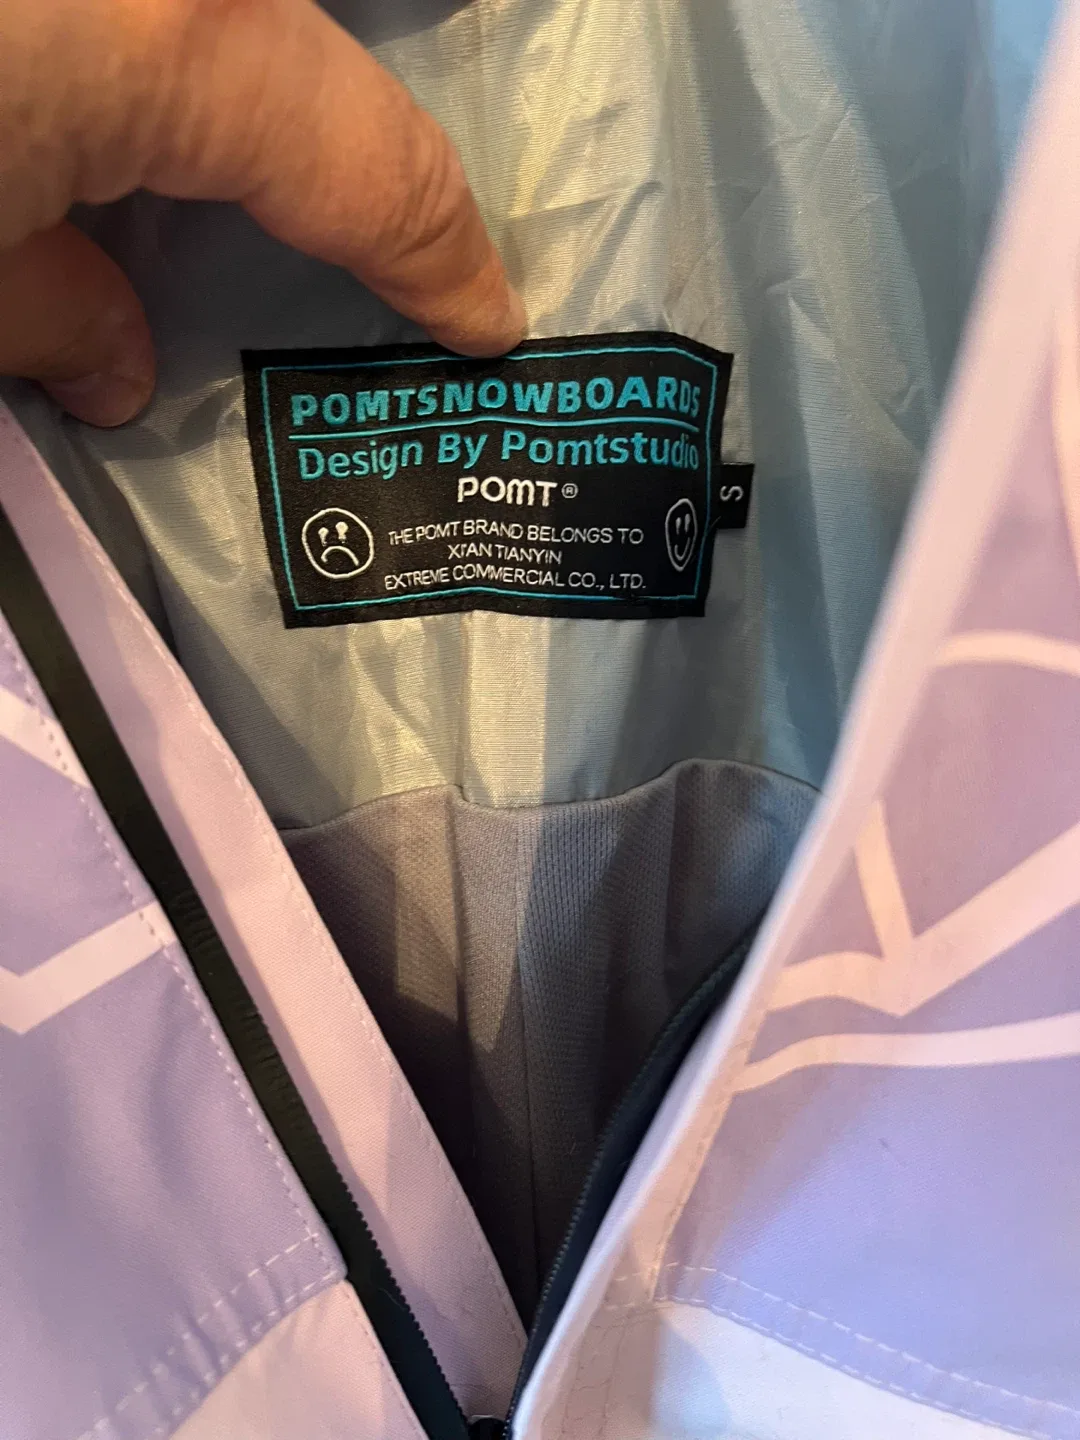 POMTSNOWBOARDS
Design By Pomtstudio
POMT®
THE POMT BRAND BELONGS TO
XI'AN TIANYIN
EXTREME COMMERCIAL CO., LTD.
S